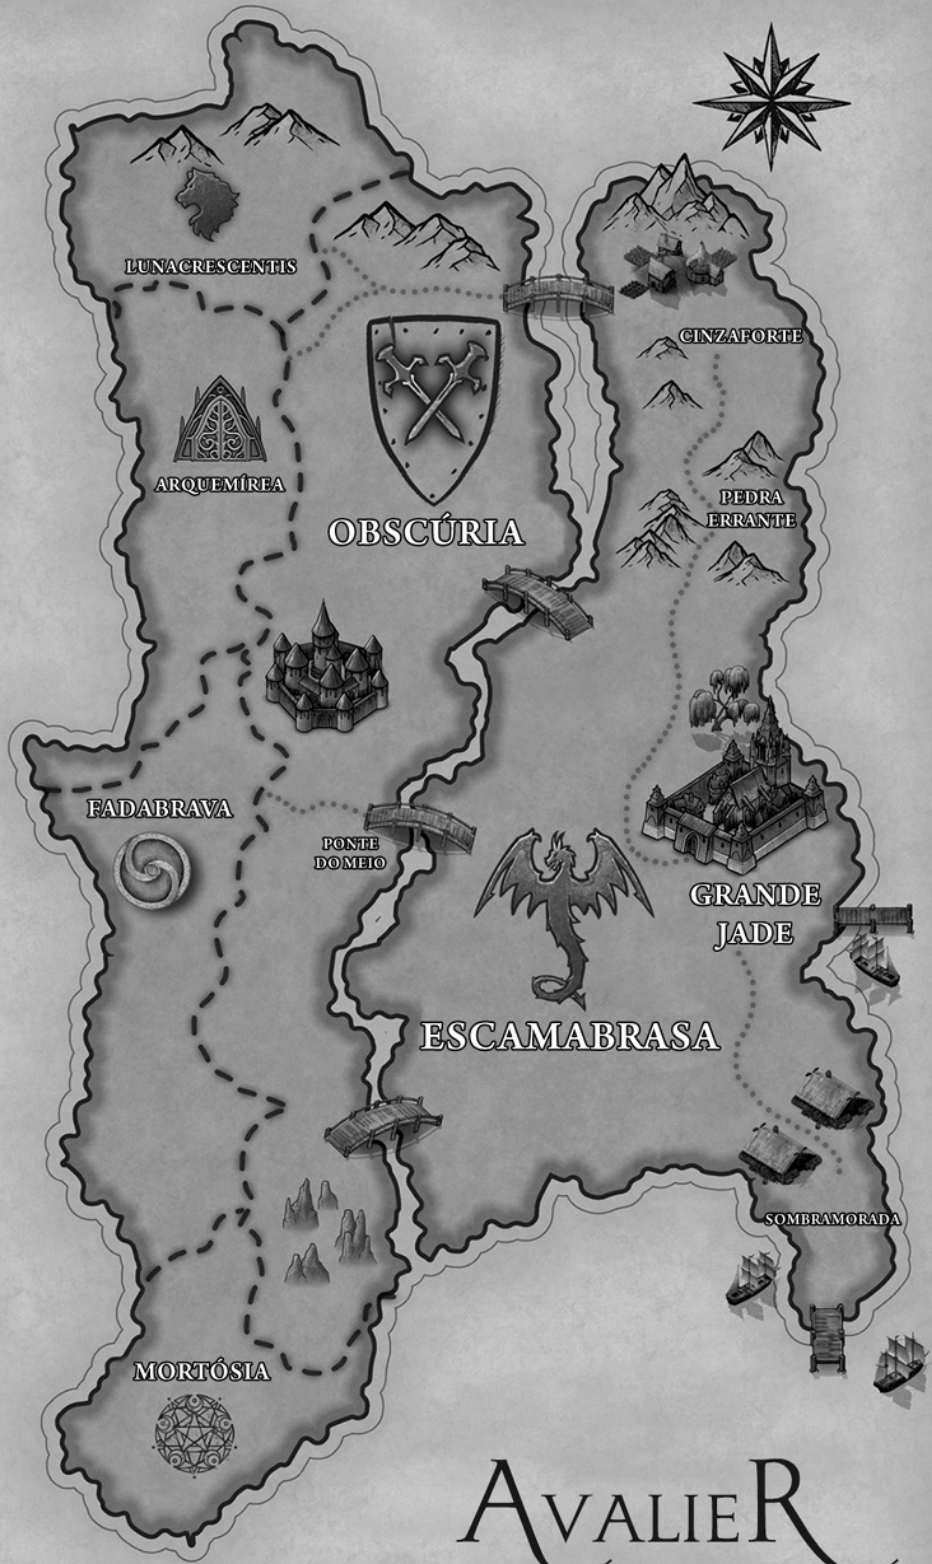 LUNACRESCENTIS
CINZAFORTE
ARQUEMÍREA
PEDRA
ERRANTE
OBSCÚRIA
FADABRAVA
PONTE
DO MEIO
GRANDE
JADE
ESCAMABRASA
SOMBRAMORADA
MORTÓSIA
AVALIER